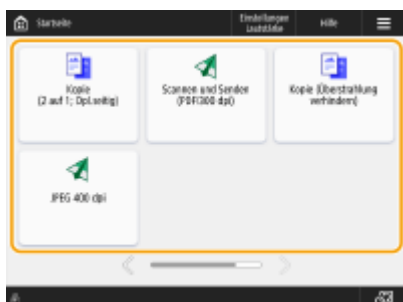 Startseite
Einstellungen
Lautstärke
Hilfe
Kopie
(2 auf 1; Dpl.seitig)
Scannen und Senden
(PDF/300 dpi)
Kopie (Überstrahlung
verhindern)
JPEG 400 dpi